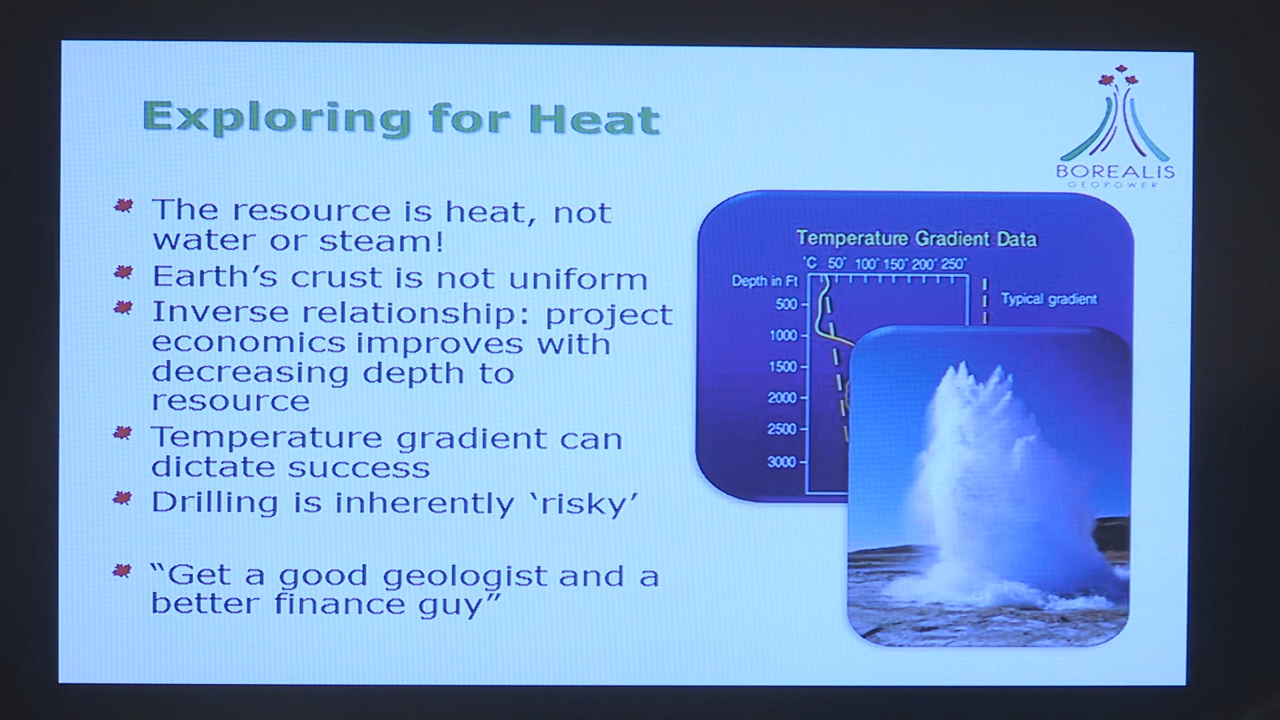 Exploring for Heat
BOREALIS
GEOPOWER
The resource is heat, not
water or steam!
Earth's crust is not uniform
Inverse relationship: project
economics improves with
decreasing depth to
resource
Temperature gradient can
dictate success
Drilling is inherently ‘risky’
“Get a good geologist and a
better finance guy”
Temperature Gradient Data
°C 50° 100° 150° 200° 250°
Depth in Ft
500
Typical gradient
1000
1500
2000
2500
3000